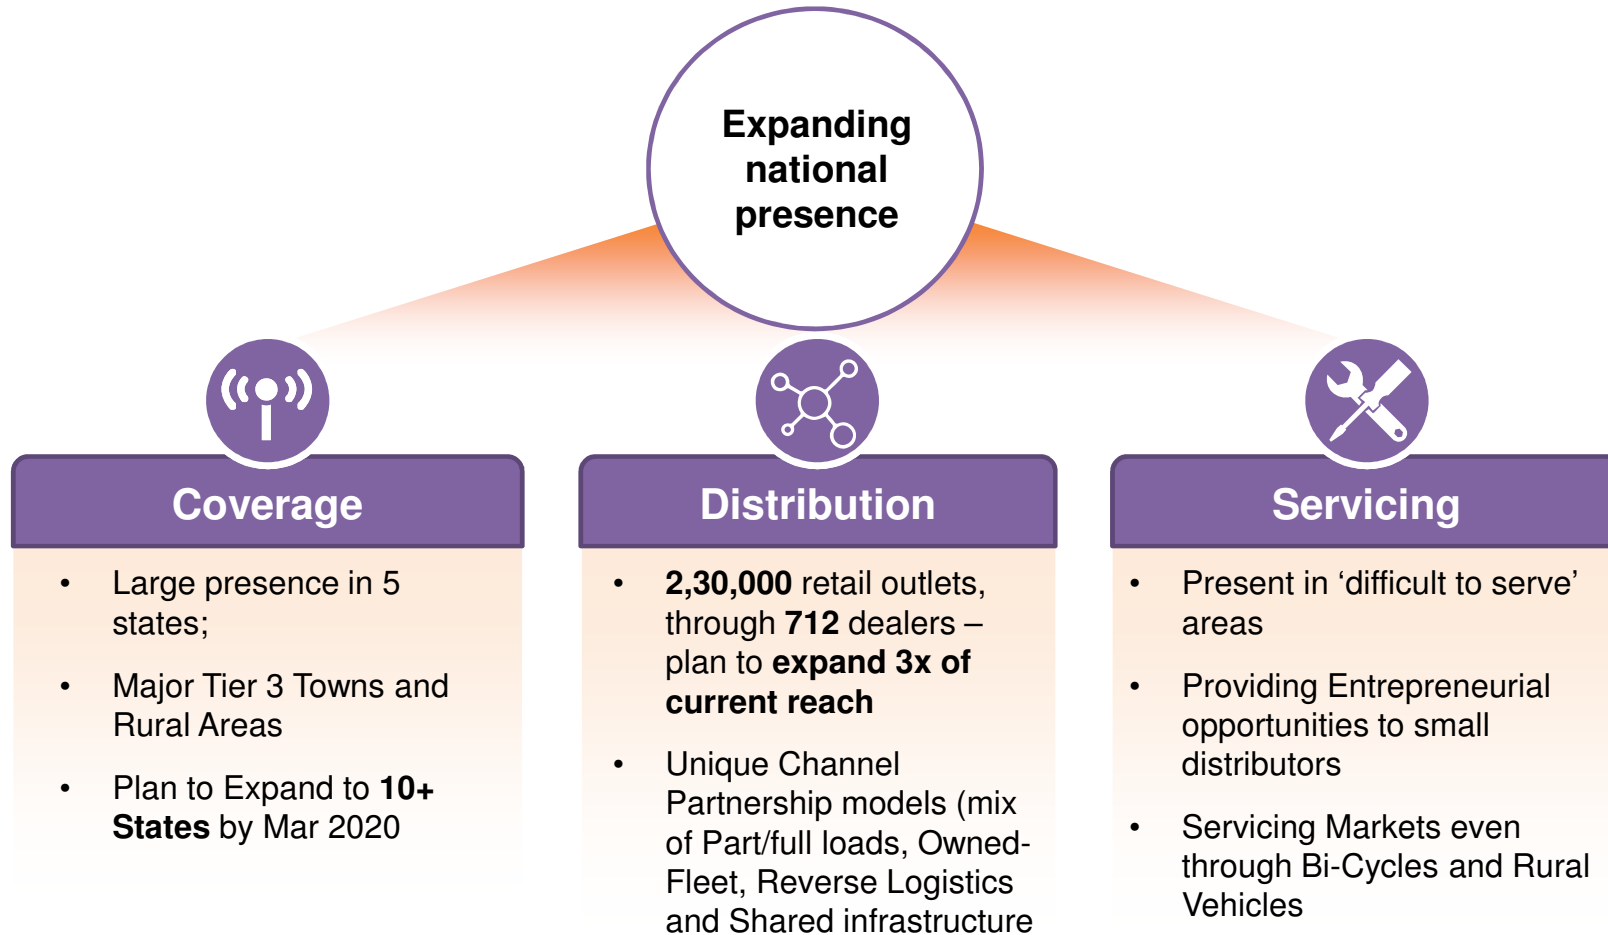 Expanding
national
presence
Coverage
• Large presence in 5
states;
• Major Tier 3 Towns and
Rural Areas
• Plan to Expand to 10+
States by Mar 2020
Distribution
• 2,30,000 retail outlets,
through 712 dealers –
plan to expand 3x of
current reach
• Unique Channel
Partnership models (mix
of Part/full loads, Owned-
Fleet, Reverse Logistics
and Shared infrastructure
Servicing
• Present in ‘difficult to serve’
areas
• Providing Entrepreneurial
opportunities to small
distributors
• Servicing Markets even
through Bi-Cycles and Rural
Vehicles